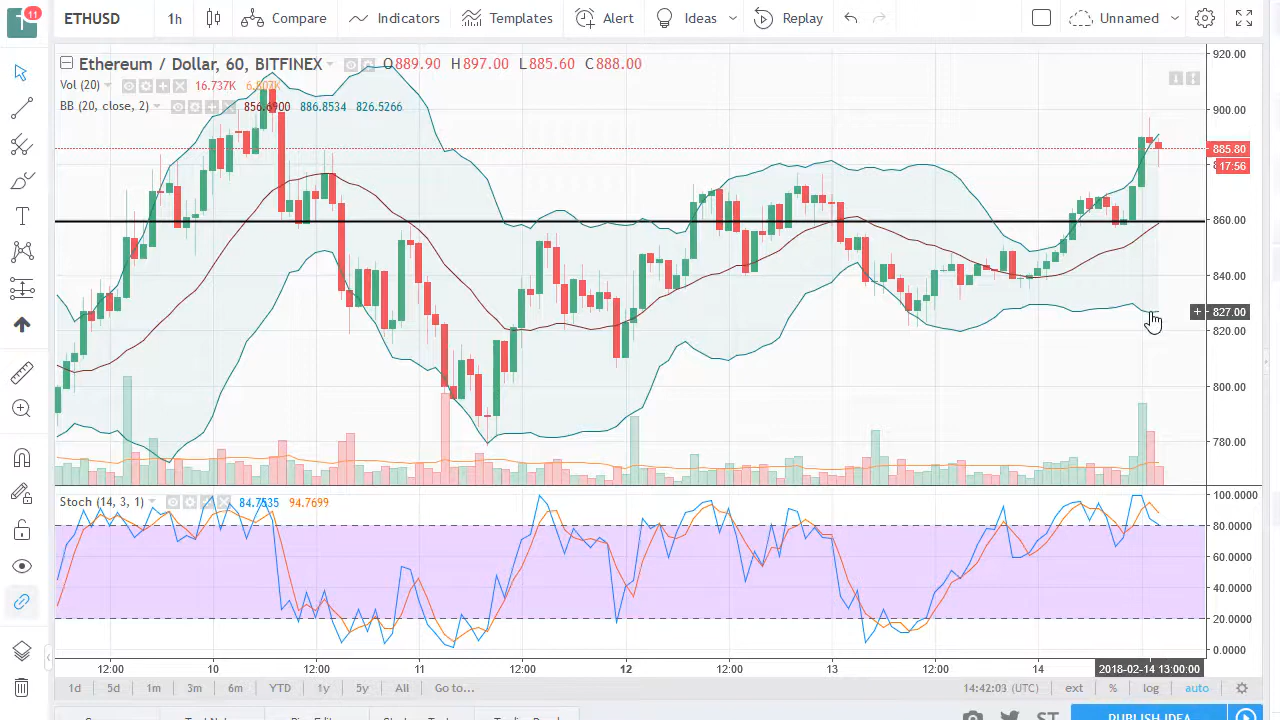 11
T
ETHUSD 1h Compare Indicators Templates Alert Ideas Replay Unnamed
Ethereum / Dollar, 60, BITFINEX O889.90 H897.00 L885.60 C888.00
Vol (20) 16.737K 6.807K
BB (20, close, 2) 856.6900 886.8534 826.5266
920.00
900.00
885.80
17:56
860.00
840.00
+ 827.00
820.00
800.00
780.00
Stoch (14, 3, 1) 84.7535 94.7699
100.0000
80.0000
60.0000
40.0000
20.0000
0.0000
12:00 10 12:00 11 12:00 12 12:00 13 12:00 14 2018-02-14 13:00:00
1d 5d 1m 3m 6m YTD 1y 5y All Go to... 14:42:03 (UTC) ext % log auto
ST PUBLISH IDEA